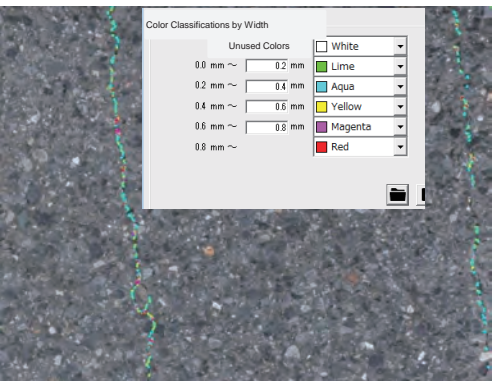 Color Classifications by Width
Unused Colors White
0.0 mm ～ 0.2 mm Lime
0.2 mm ～ 0.4 mm Aqua
0.4 mm ～ 0.6 mm Yellow
0.6 mm ～ 0.8 mm Magenta
0.8 mm ～ Red